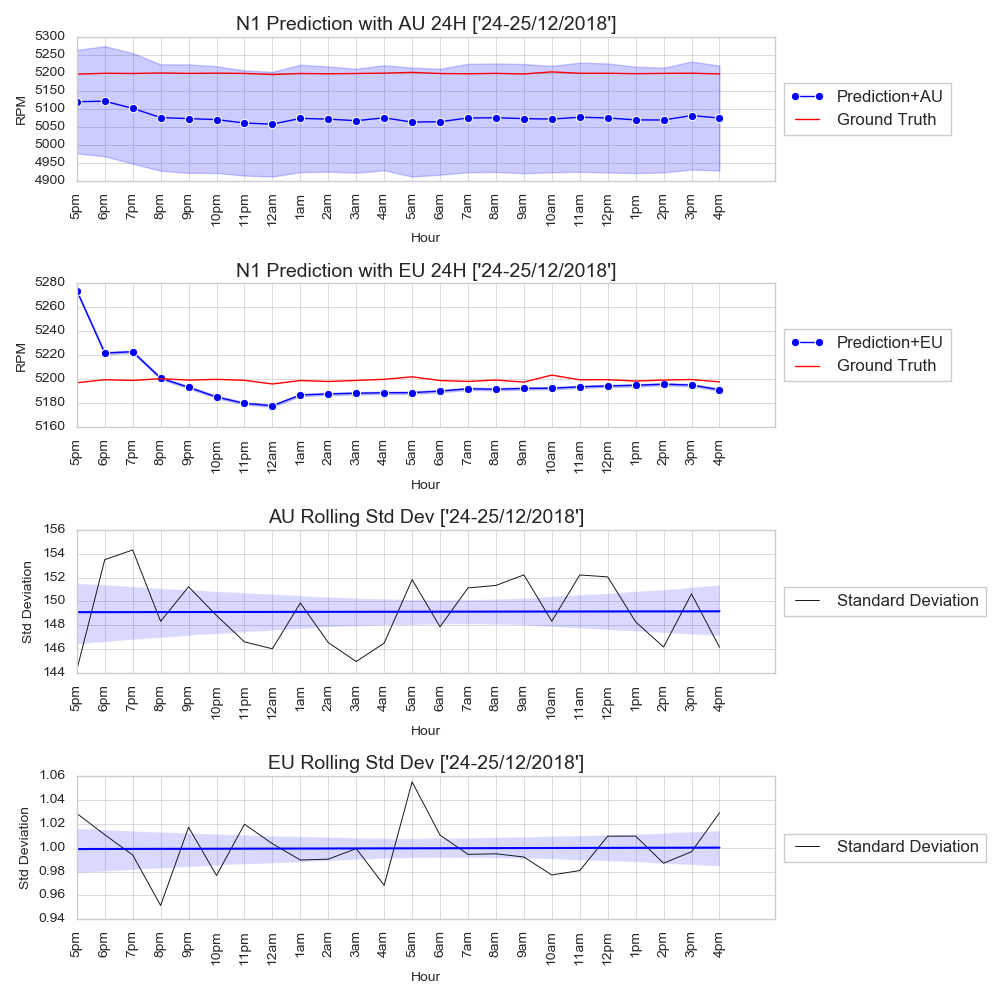 N1 Prediction with AU 24H ['24-25/12/2018']
5300
5250
5200
5150
5100
5050
5000
4950
4900
RPM
5pm 6pm 7pm 8pm 9pm 10pm 11pm 12am 1am 2am 3am 4am 5am 6am 7am 8am 9am 10am 11am 12pm 1pm 2pm 3pm 4pm
Hour
Prediction+AU
Ground Truth
N1 Prediction with EU 24H ['24-25/12/2018']
5280
5260
5240
5220
5200
5180
5160
RPM
5pm 6pm 7pm 8pm 9pm 10pm 11pm 12am 1am 2am 3am 4am 5am 6am 7am 8am 9am 10am 11am 12pm 1pm 2pm 3pm 4pm
Hour
Prediction+EU
Ground Truth
AU Rolling Std Dev ['24-25/12/2018']
156
154
152
150
148
146
144
Std Deviation
5pm 6pm 7pm 8pm 9pm 10pm 11pm 12am 1am 2am 3am 4am 5am 6am 7am 8am 9am 10am 11am 12pm 1pm 2pm 3pm 4pm
Hour
Standard Deviation
EU Rolling Std Dev ['24-25/12/2018']
1.06
1.04
1.02
1.00
0.98
0.96
0.94
Std Deviation
5pm 6pm 7pm 8pm 9pm 10pm 11pm 12am 1am 2am 3am 4am 5am 6am 7am 8am 9am 10am 11am 12pm 1pm 2pm 3pm 4pm
Hour
Standard Deviation